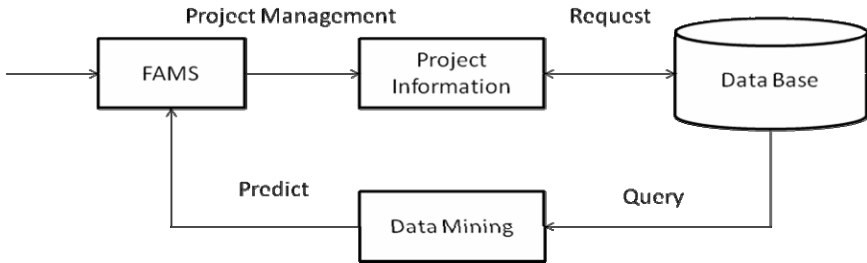 Project Management
Request
FAMS
Project
Information
Data Base
Predict
Query
Data Mining